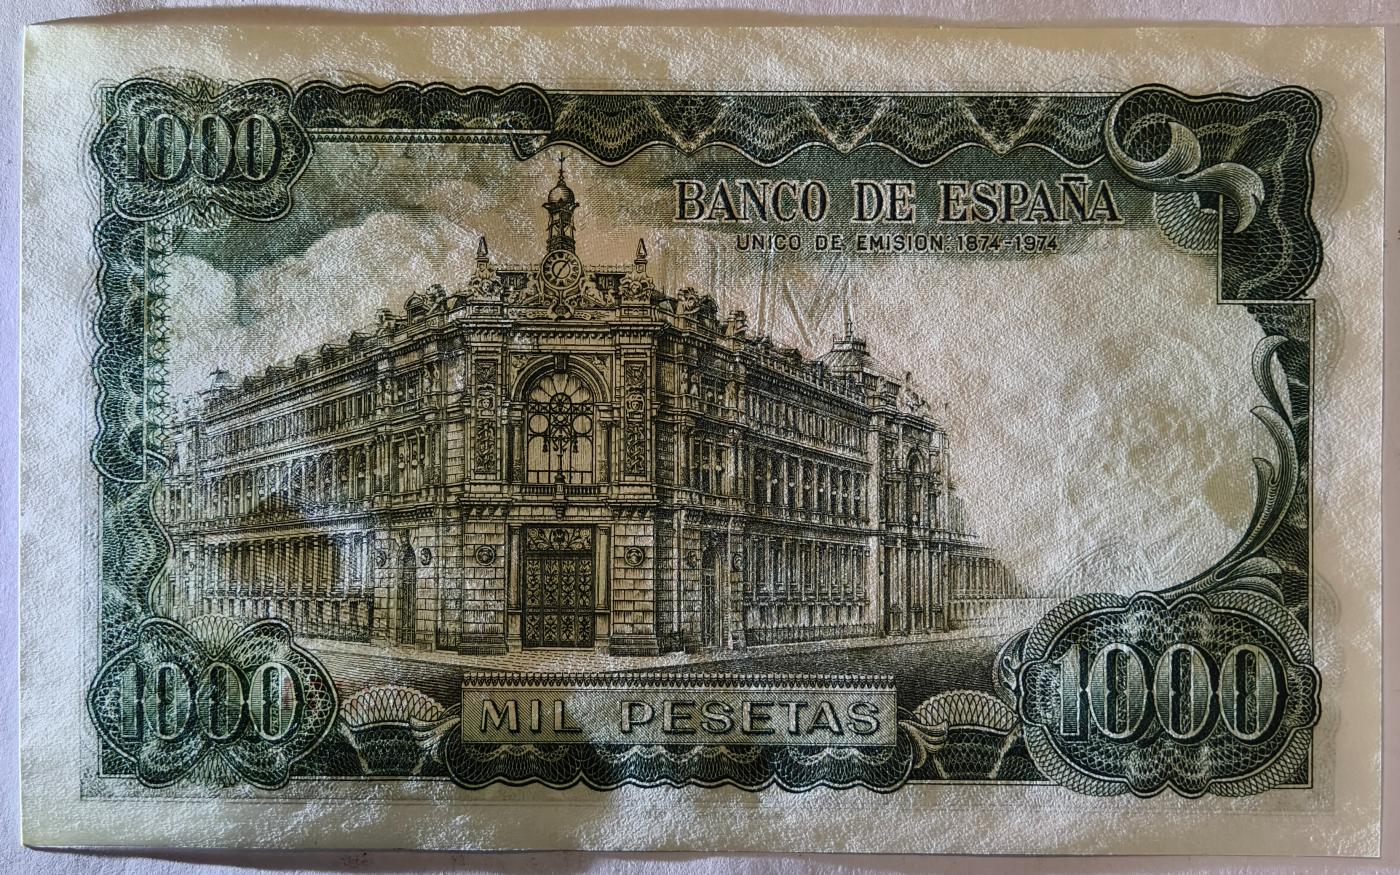 1000
BANCO DE ESPAÑA
UNICO DE EMISION: 1874-1974
1000
MIL PESETAS
1000